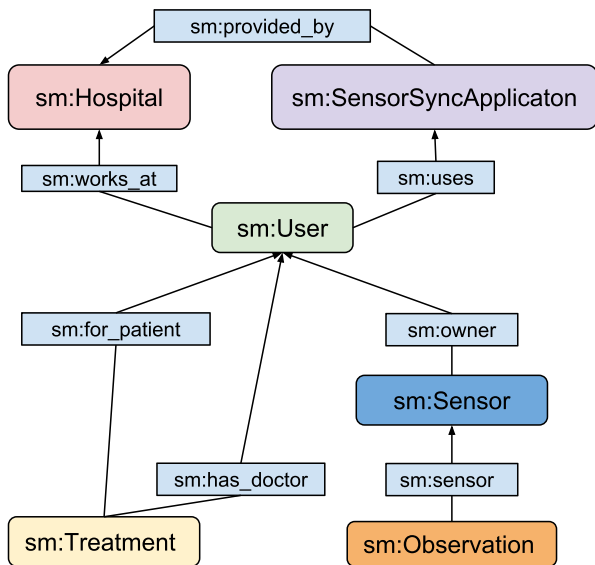 sm:provided_by
sm:Hospital
sm:SensorSyncApplicaton
sm:works_at
sm:uses
sm:User
sm:for_patient
sm:owner
sm:Sensor
sm:has_doctor
sm:sensor
sm:Treatment
sm:Observation